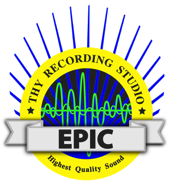 THY RECORDING STUDIO
EPIC
Highest Quality Sound